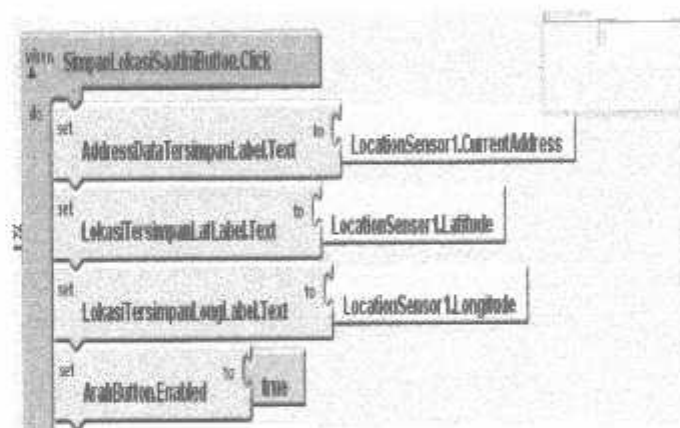 when SimpanLokasiSaatIniButton.Click
do
set AddressDataTersimpanLabel.Text to LocationSensor1.CurrentAddress
set LokasiTersimpanLatLabel.Text to LocationSensor1.Latitude
set LokasiTersimpanLongLabel.Text to LocationSensor1.Longitude
set ArahButton.Enabled to true